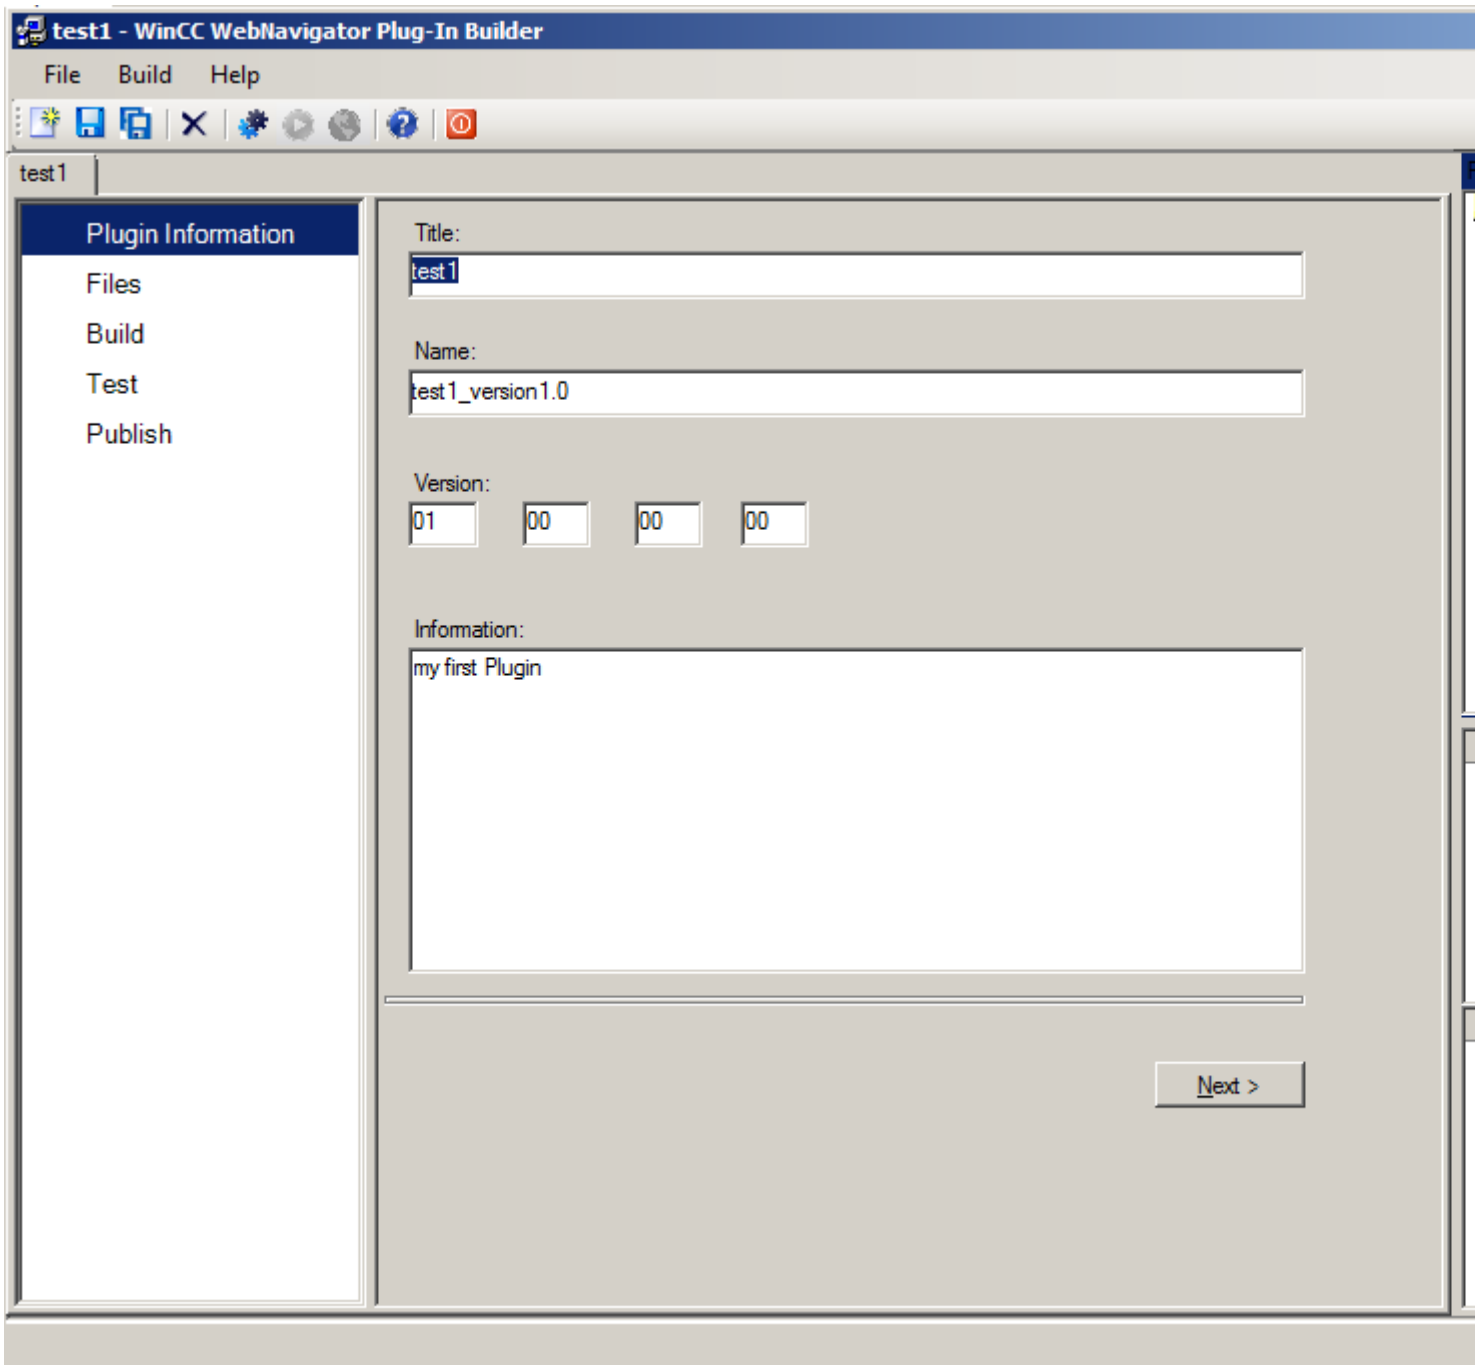 test1 - WinCC WebNavigator Plug-In Builder
File Build Help
test1
Plugin Information
Files
Build
Test
Publish
Title:
test1
Name:
test1_version1.0
Version:
01 00 00 00
Information:
my first Plugin
Next >